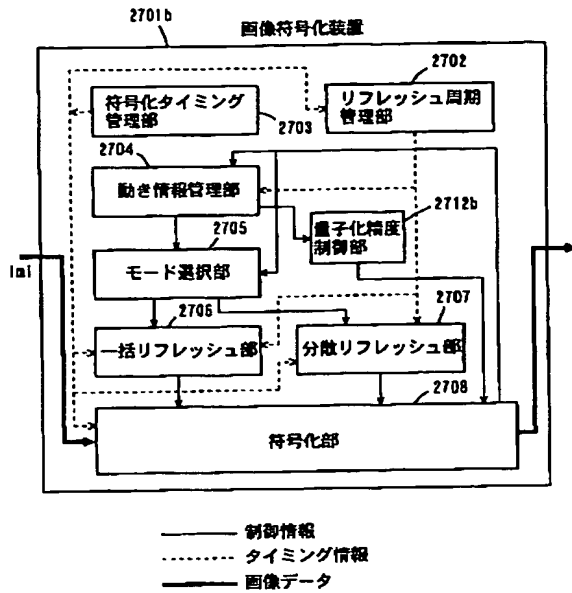 2701b
画像符号化装置
2702
符号化タイミング
管理部
2703
リフレッシュ周期
管理部
2704
動き情報管理部
2712b
量子化精度
制御部
2705
モード選択部
Im1
2706
一括リフレッシュ部
2707
分散リフレッシュ部
2708
符号化部
制御情報
タイミング情報
画像データ